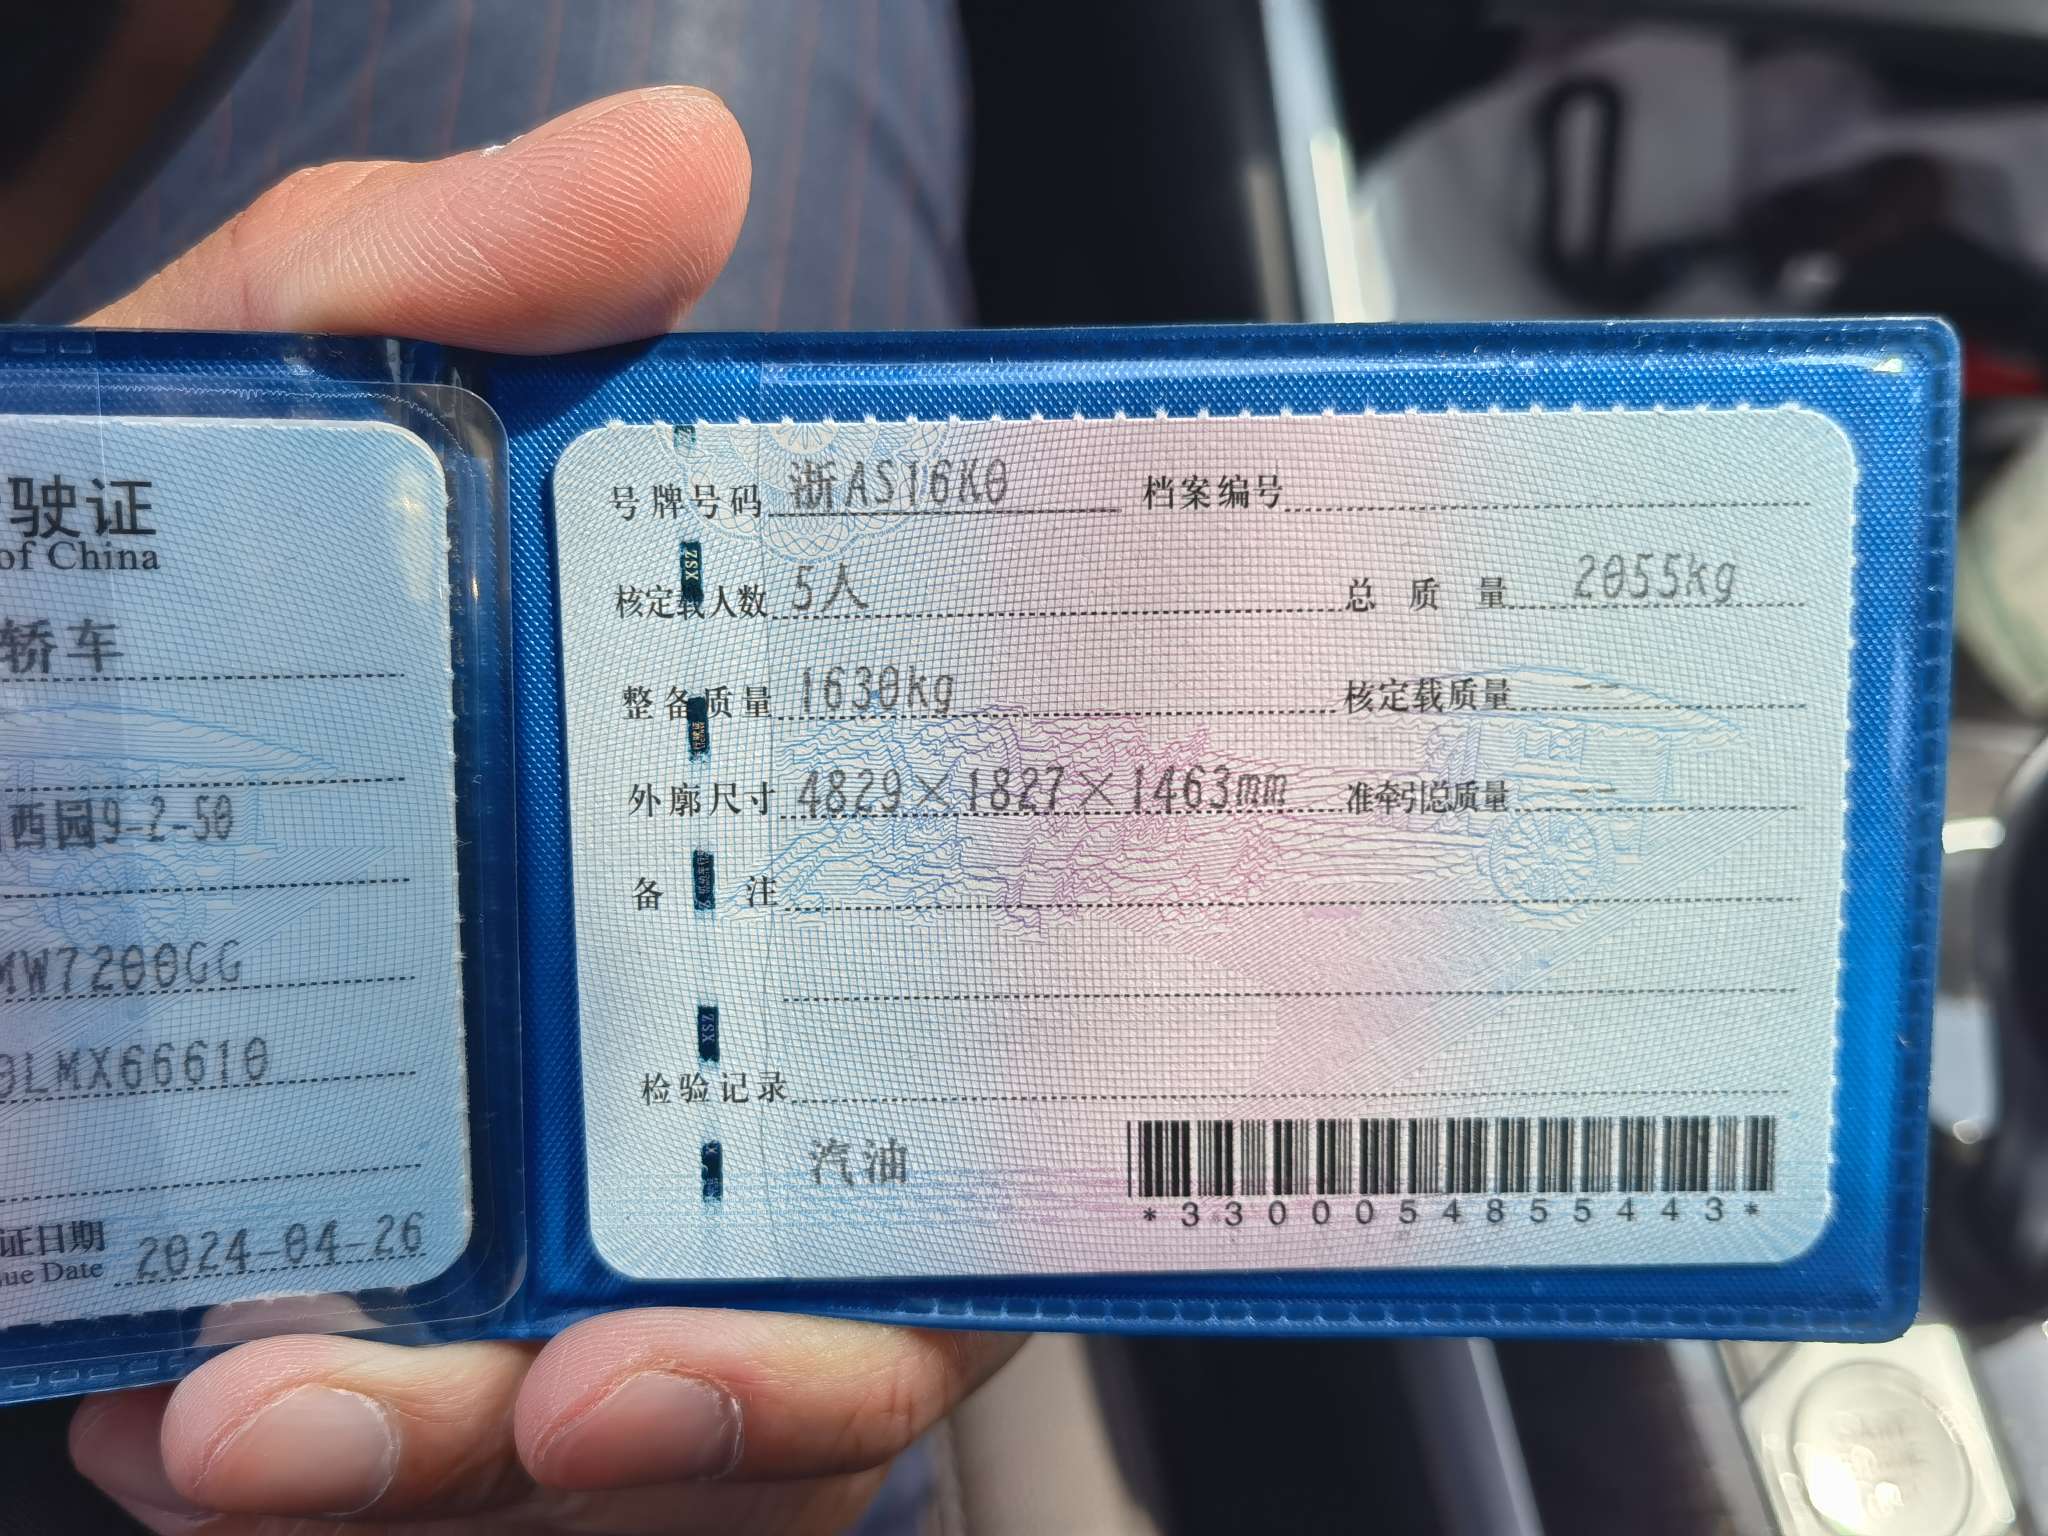 驶证
of China
轿车
西园9-2-50
MW7200GG
0LMX66610
证日期 2024-04-26
ue Date
号牌号码 浙AS16K0 档案编号
核定载人数 5人 总质量 2055kg
整备质量 1630kg 核定载质量 --
外廓尺寸 4829×1827×1463mm 准牵引总质量 --
备注
检验记录
汽油
*3300054855443*
XSZ
XSZ